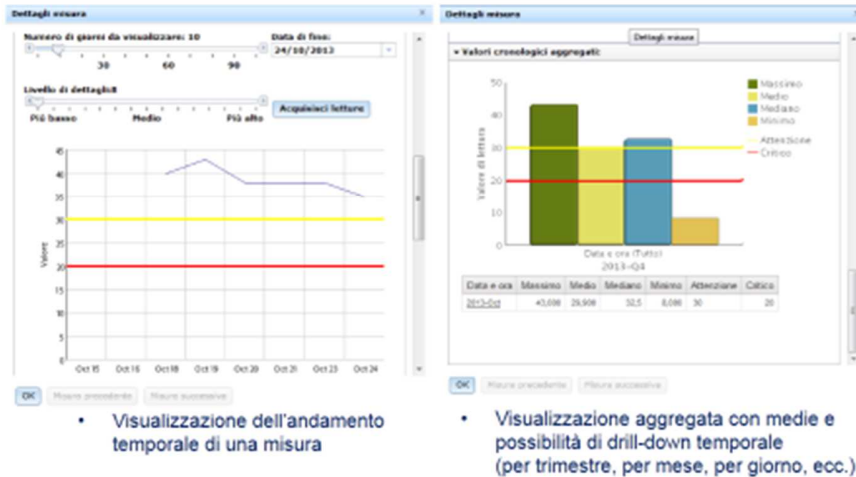 Dettagli misura
Numero di giorni da visualizzare: 10
Data di fine:
24/10/2013
30 60 90
Livello di dettagli:8
Acquisisci letture
Più basso Medio Più alto
45
40
35
30
25
20
15
10
5
0
Valore
Oct 15 Oct 16 Oct 18 Oct 19 Oct 20 Oct 21 Oct 23 Oct 24
OK Misura precedente Misura successiva
• Visualizzazione dell'andamento
temporale di una misura
Dettagli misura
Dettagli misura
Valori cronologici aggregati:
50
40
30
20
10
0
Valore di lettura
Massimo
Medio
Mediano
Minimo
Attenzione
Critico
Data e ora (Tutto)
2013-Q4
Data e ora Massimo Medio Mediano Minimo Attenzione Critico
2013-Oct 43,000 29,900 32,5 8,000 30 20
OK Misura precedente Misura successiva
• Visualizzazione aggregata con medie e
possibilità di drill-down temporale
(per trimestre, per mese, per giorno, ecc.)